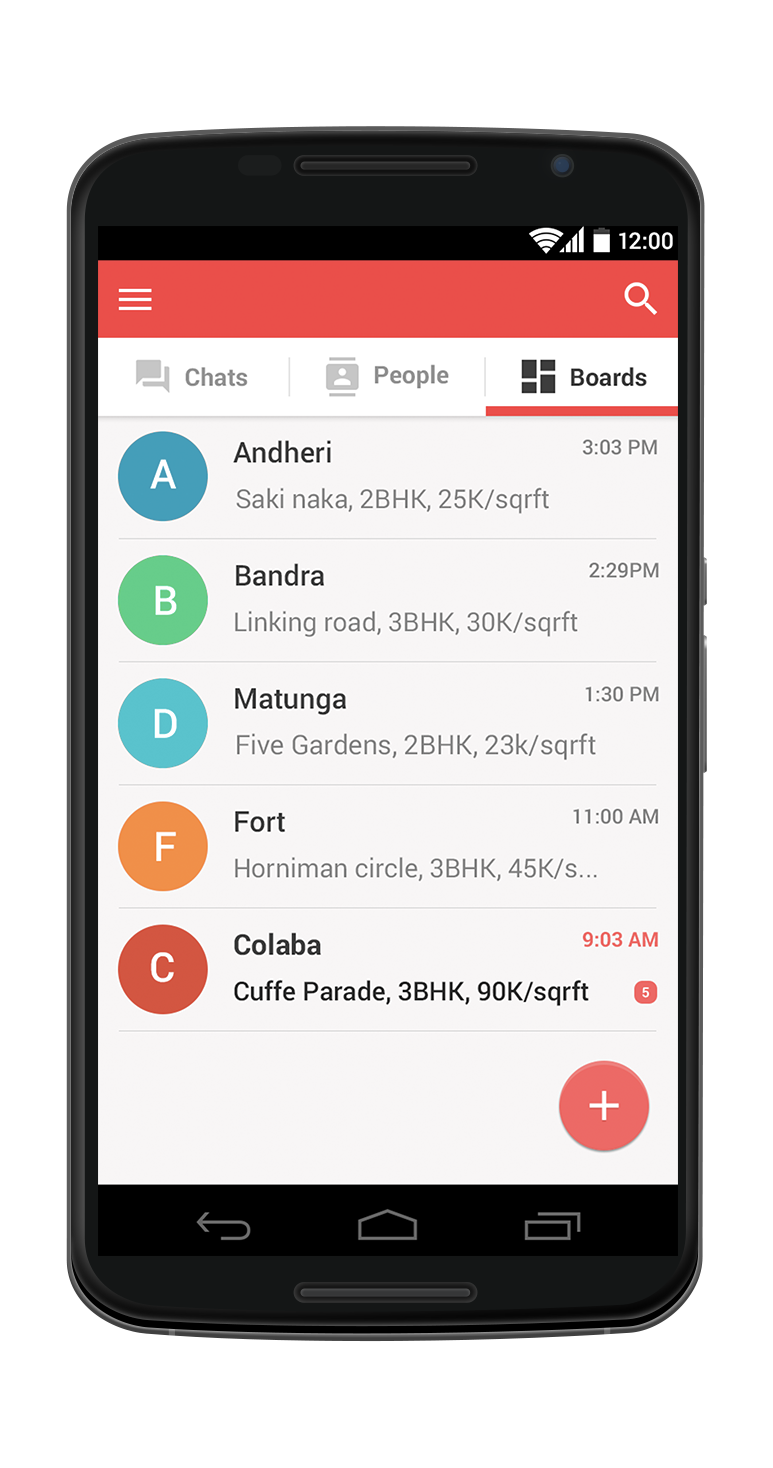 12:00
Chats People Boards
A Andheri 3:03 PM
Saki naka, 2BHK, 25K/sqrft
B Bandra 2:29PM
Linking road, 3BHK, 30K/sqrft
D Matunga 1:30 PM
Five Gardens, 2BHK, 23k/sqrft
F Fort 11:00 AM
Horniman circle, 3BHK, 45K/s...
C Colaba 9:03 AM
Cuffe Parade, 3BHK, 90K/sqrft 5